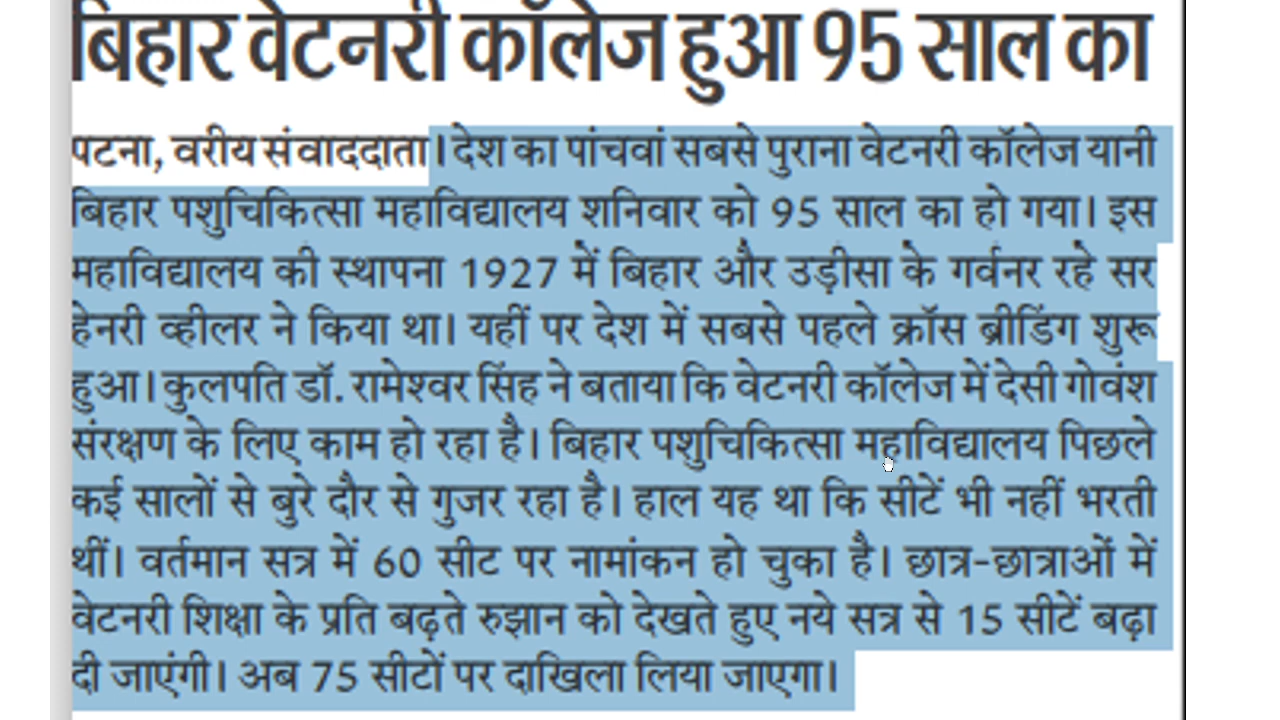 बिहार वेटनरी कॉलेज हुआ 95 साल का
पटना, वरीय संवाददाता। देश का पांचवां सबसे पुराना वेटनरी कॉलेज यानी
बिहार पशुचिकित्सा महाविद्यालय शनिवार को 95 साल का हो गया। इस
महाविद्यालय की स्थापना 1927 में बिहार और उड़ीसा के गर्वनर रहे सर
हेनरी व्हीलर ने किया था। यहीं पर देश में सबसे पहले क्रॉस ब्रीडिंग शुरू
हुआ। कुलपति डॉ. रामेश्वर सिंह ने बताया कि वेटनरी कॉलेज में देसी गोवंश
संरक्षण के लिए काम हो रहा है। बिहार पशुचिकित्सा महाविद्यालय पिछले
कई सालों से बुरे दौर से गुजर रहा है। हाल यह था कि सीटें भी नहीं भरती
थीं। वर्तमान सत्र में 60 सीट पर नामांकन हो चुका है। छात्र-छात्राओं में
वेटनरी शिक्षा के प्रति बढ़ते रुझान को देखते हुए नये सत्र से 15 सीटें बढ़ा
दी जाएंगी। अब 75 सीटों पर दाखिला लिया जाएगा।